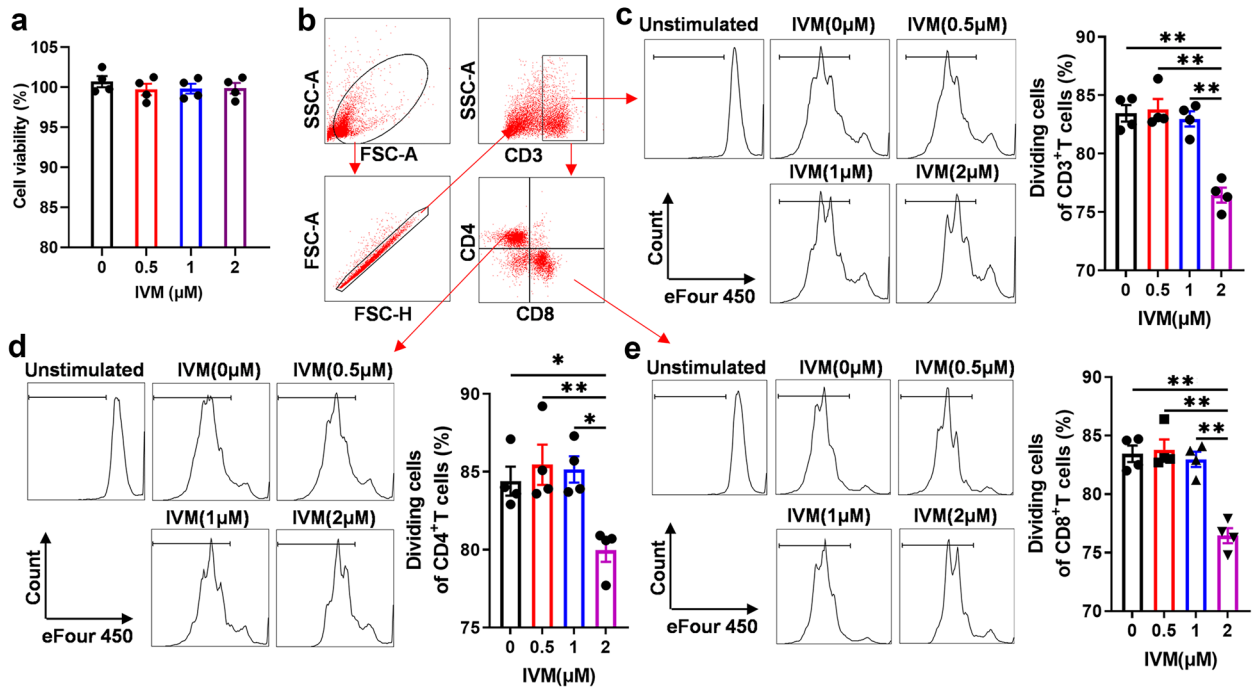 a
Cell viability (%)
105
100
95
90
85
80
0
0.5
1
2
IVM (µM)
b
SSC-A
FSC-A
SSC-A
CD3
FSC-A
FSC-H
CD4
CD8
c
Unstimulated
IVM(0µM)
IVM(0.5µM)
IVM(1µM)
IVM(2µM)
Count
eFour 450
Dividing cells
of CD3⁺T cells (%)
90
85
80
75
70
**
**
**
0
0.5
1
2
IVM(µM)
d
Unstimulated
IVM(0µM)
IVM(0.5µM)
IVM(1µM)
IVM(2µM)
Count
eFour 450
Dividing cells
of CD4⁺T cells (%)
90
85
80
75
*
**
*
0
0.5
1
2
IVM(µM)
e
Unstimulated
IVM(0µM)
IVM(0.5µM)
IVM(1µM)
IVM(2µM)
Count
eFour 450
Dividing cells
of CD8⁺T cells (%)
90
85
80
75
70
**
**
**
0
0.5
1
2
IVM(µM)